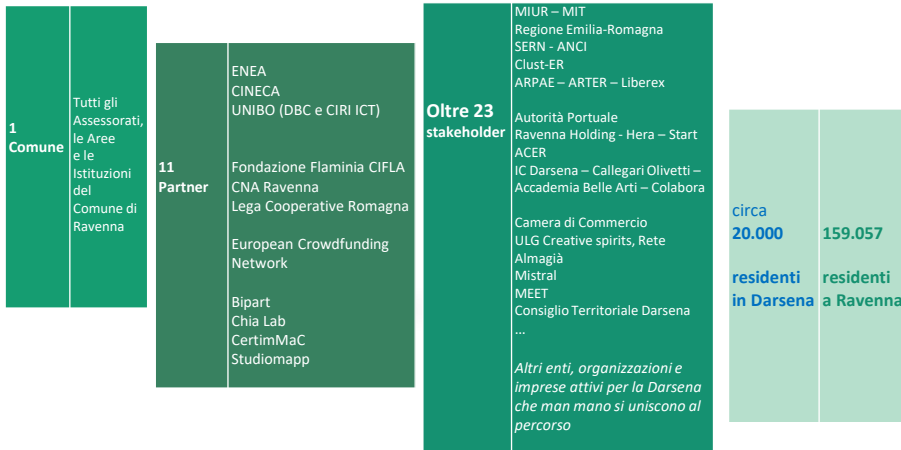 1
Comune
Tutti gli
Assessorati,
le Aree
e le
Istituzioni
del
Comune di
Ravenna
11
Partner
ENEA
CINECA
UNIBO (DBC e CIRI ICT)
Fondazione Flaminia CIFLA
CNA Ravenna
Lega Cooperative Romagna
European Crowdfunding
Network
Bipart
Chia Lab
CertimMaC
Studiomapp
Oltre 23
stakeholder
MIUR – MIT
Regione Emilia-Romagna
SERN - ANCI
Clust-ER
ARPAE – ARTER – Liberex
Autorità Portuale
Ravenna Holding - Hera – Start
ACER
IC Darsena – Callegari Olivetti –
Accademia Belle Arti – Colabora
Camera di Commercio
ULG Creative spirits, Rete
Almagià
Mistral
MEET
Consiglio Territoriale Darsena
...
Altri enti, organizzazioni e
imprese attivi per la Darsena
che man mano si uniscono al
percorso
circa
20.000
residenti
in Darsena
159.057
residenti
a Ravenna